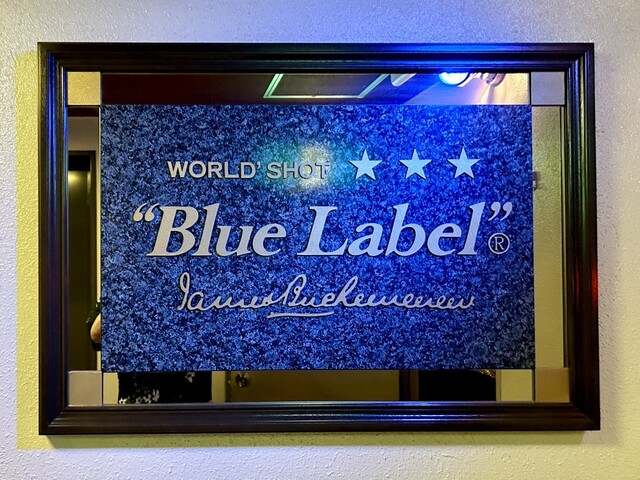 WORLD' SHOT ★ ★ ★
“Blue Label”®